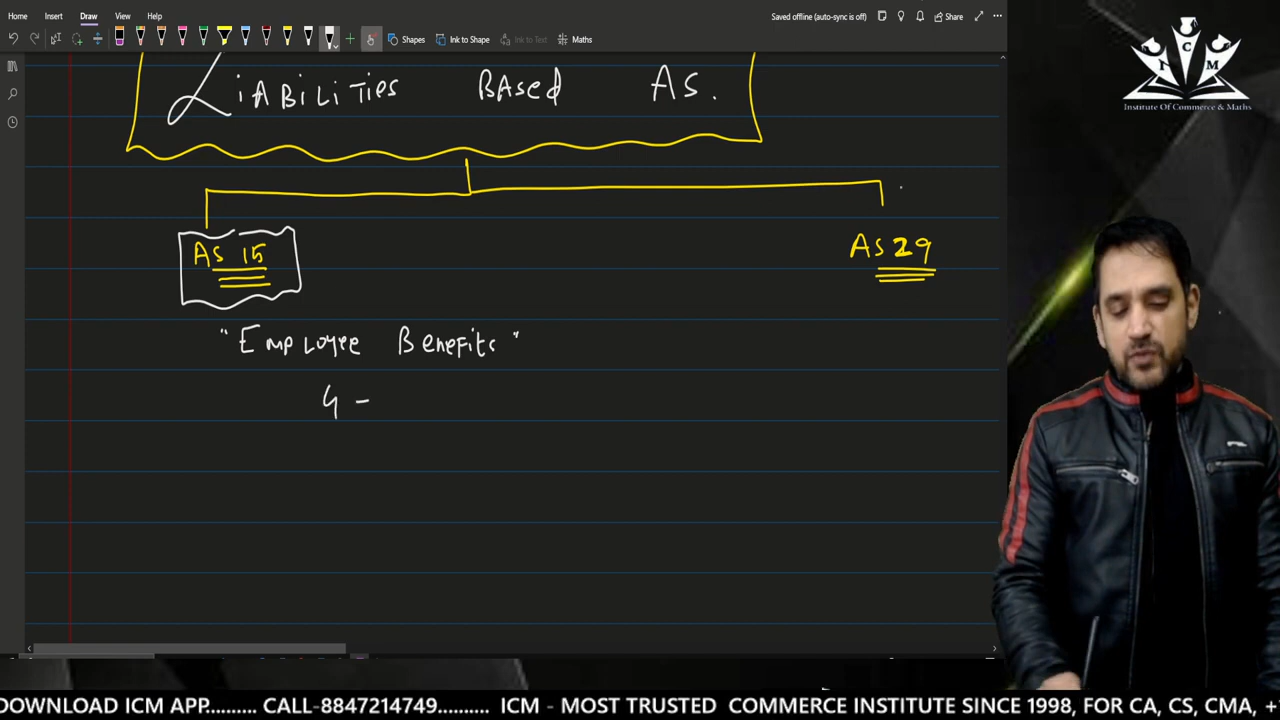 Home Insert Draw View Help
Saved offline (auto-sync is off)
Share
Shapes Ink to Shape Ink to Text Maths
LiABiLiTies BAsed AS.
I C M
Institute Of Commerce & Maths
AS 15
AS 29
"Employee Benefits"
4 -
DOWNLOAD ICM APP......... CALL-8847214749........ ICM - MOST TRUSTED COMMERCE INSTITUTE SINCE 1998, FOR CA, CS, CMA, +